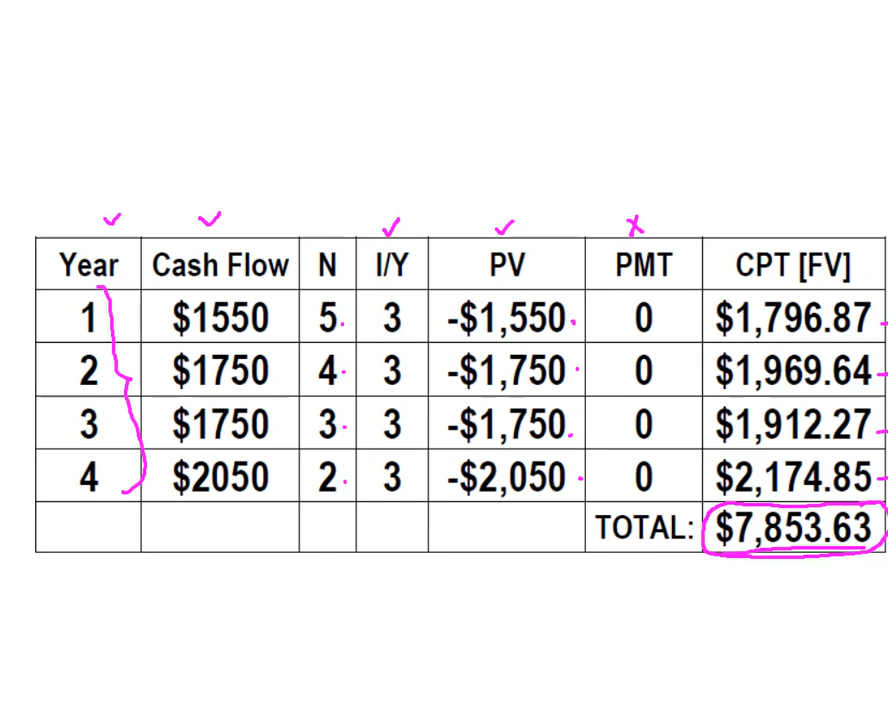 Year Cash Flow N I/Y PV PMT CPT [FV]
1 $1550 5 3 -$1,550 0 $1,796.87
2 $1750 4 3 -$1,750 0 $1,969.64
3 $1750 3 3 -$1,750 0 $1,912.27
4 $2050 2 3 -$2,050 0 $2,174.85
TOTAL: $7,853.63